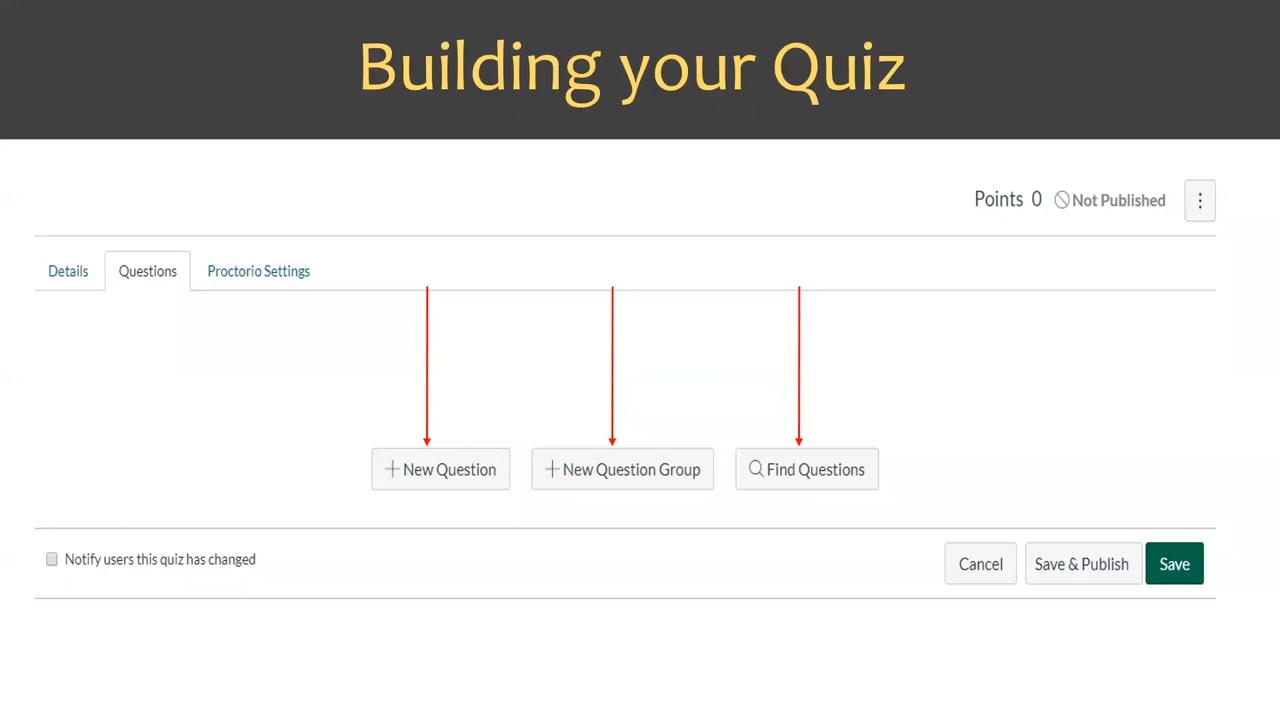 Building your Quiz
Points 0 Not Published
Details Questions Proctorio Settings
New Question New Question Group Find Questions
Notify users this quiz has changed Cancel Save & Publish Save